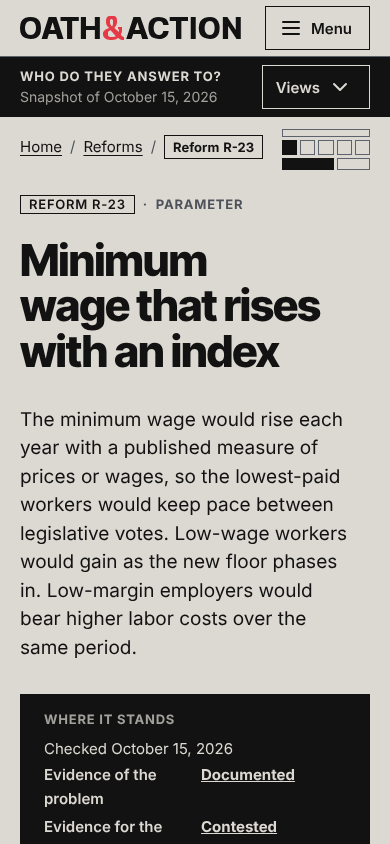 OATH&ACTION
Menu
WHO DO THEY ANSWER TO?
Snapshot of October 15, 2026
Views
Home / Reforms / Reform R-23
REFORM R-23 · PARAMETER
Minimum
wage that rises
with an index
The minimum wage would rise each
year with a published measure of
prices or wages, so the lowest-paid
workers would keep pace between
legislative votes. Low-wage workers
would gain as the new floor phases
in. Low-margin employers would
bear higher labor costs over the
same period.
WHERE IT STANDS
Checked October 15, 2026
Evidence of the problem Documented
Evidence for the Contested